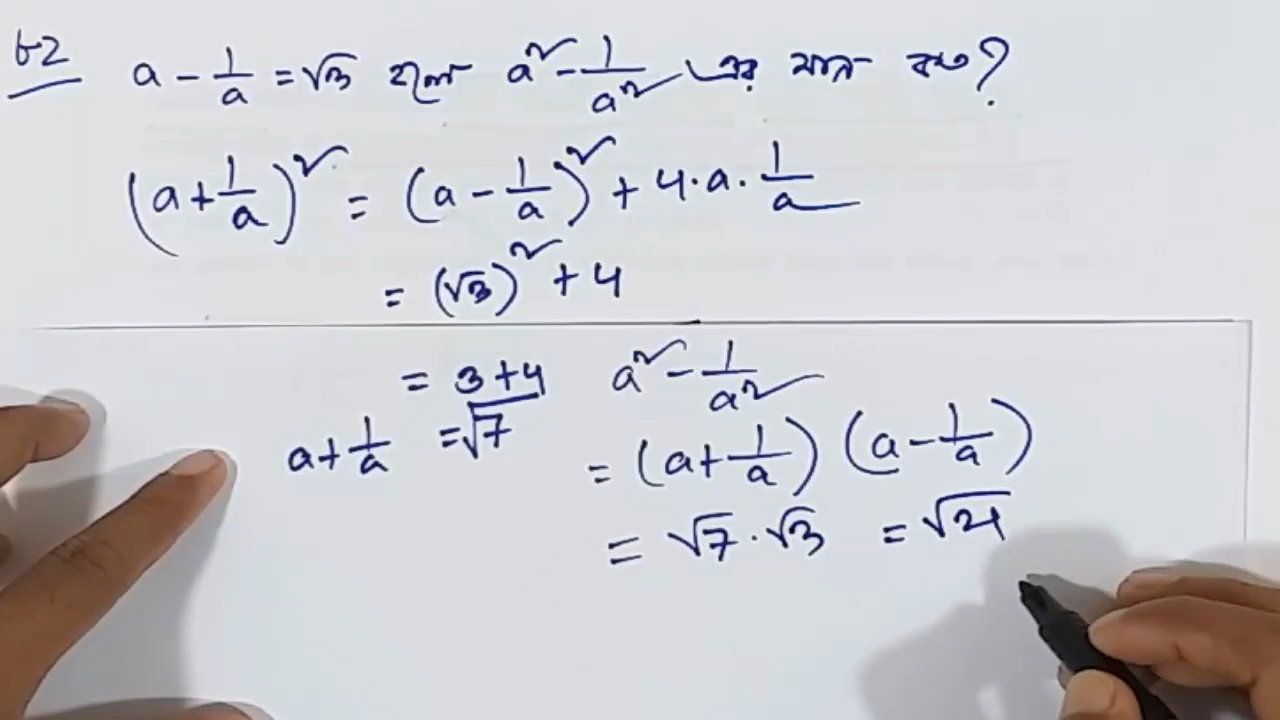 ৮২
a - 1/a = √3 হলে a² - 1/a² এর মান কত?
(a + 1/a)² = (a - 1/a)² + 4·a·1/a
= (√3)² + 4
= 3+4
a + 1/a = √7
a² - 1/a²
= (a + 1/a) (a - 1/a)
= √7 · √3 = √21